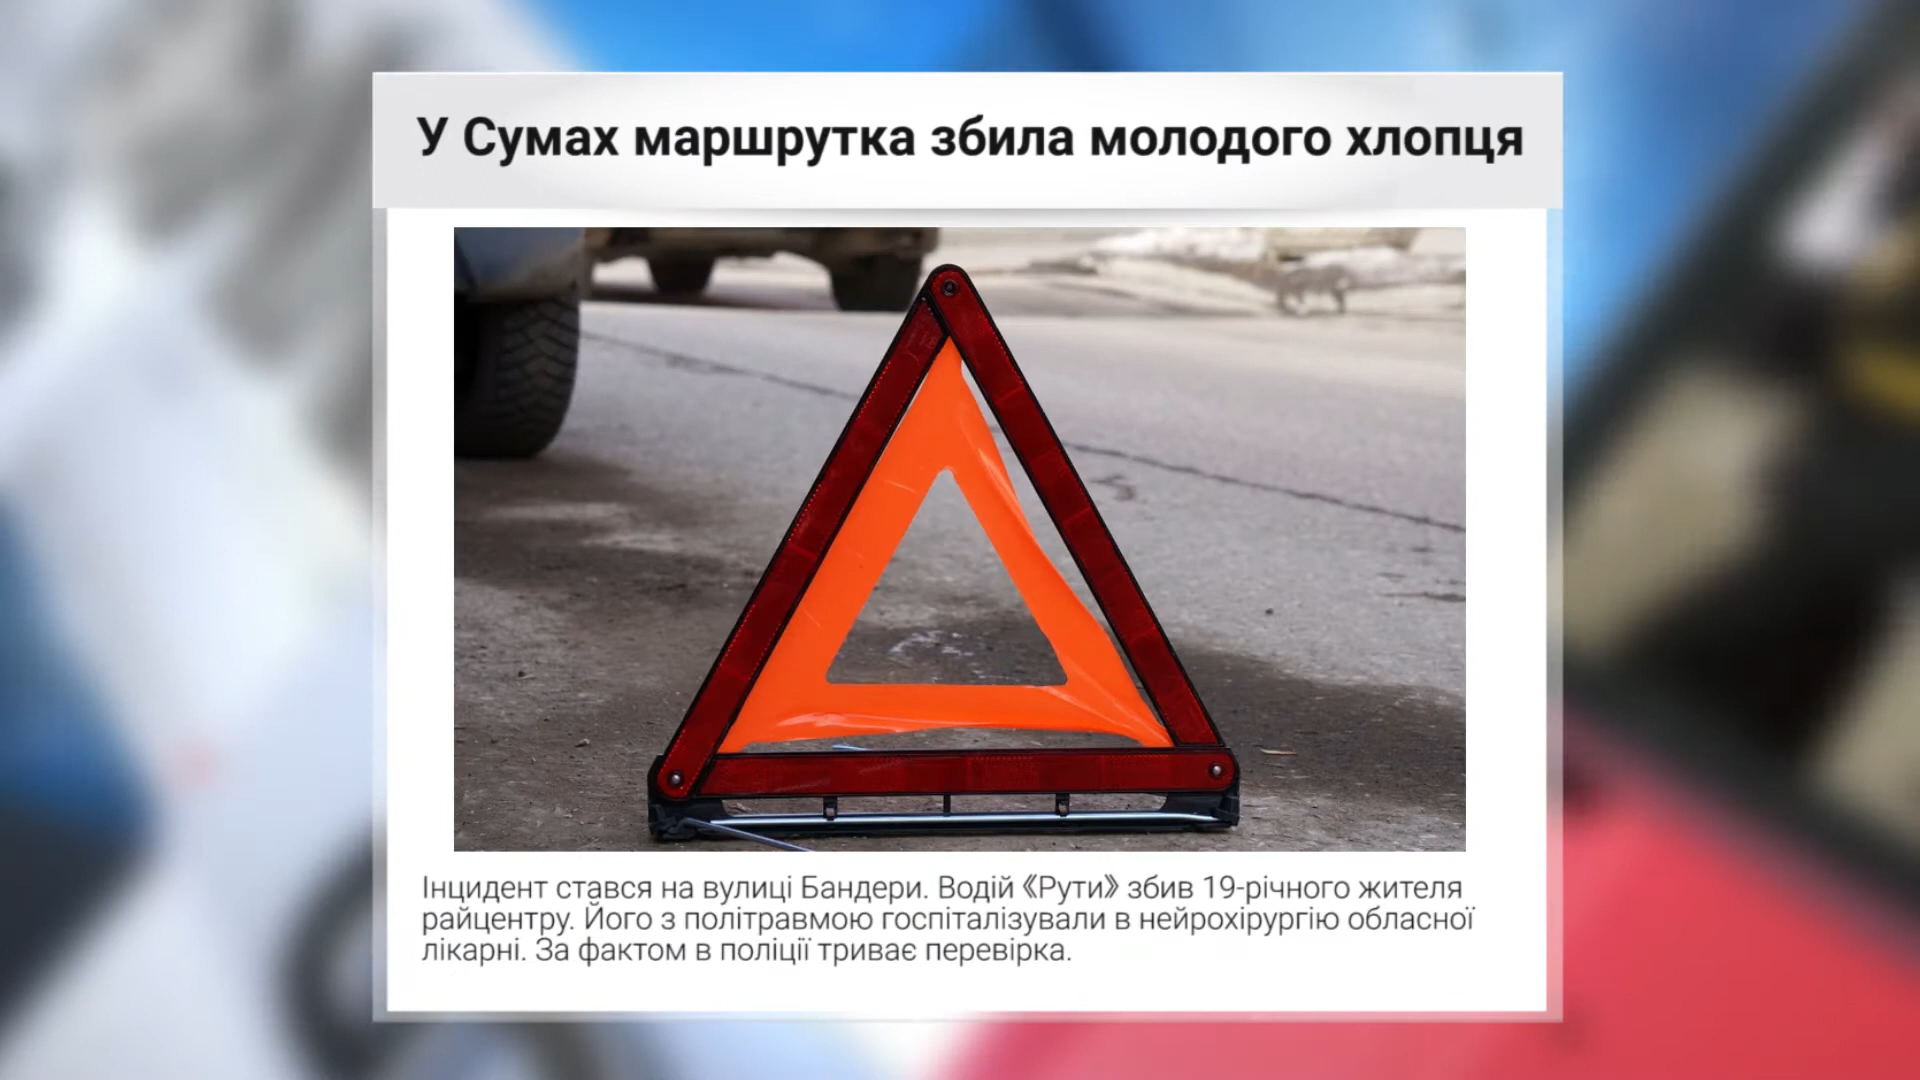 У Сумах маршрутка збила молодого хлопця
Інцидент стався на вулиці Бандери. Водій «Рути» збив 19-річного жителя
райцентру. Його з політравмою госпіталізували в нейрохірургію обласної
лікарні. За фактом в поліції триває перевірка.